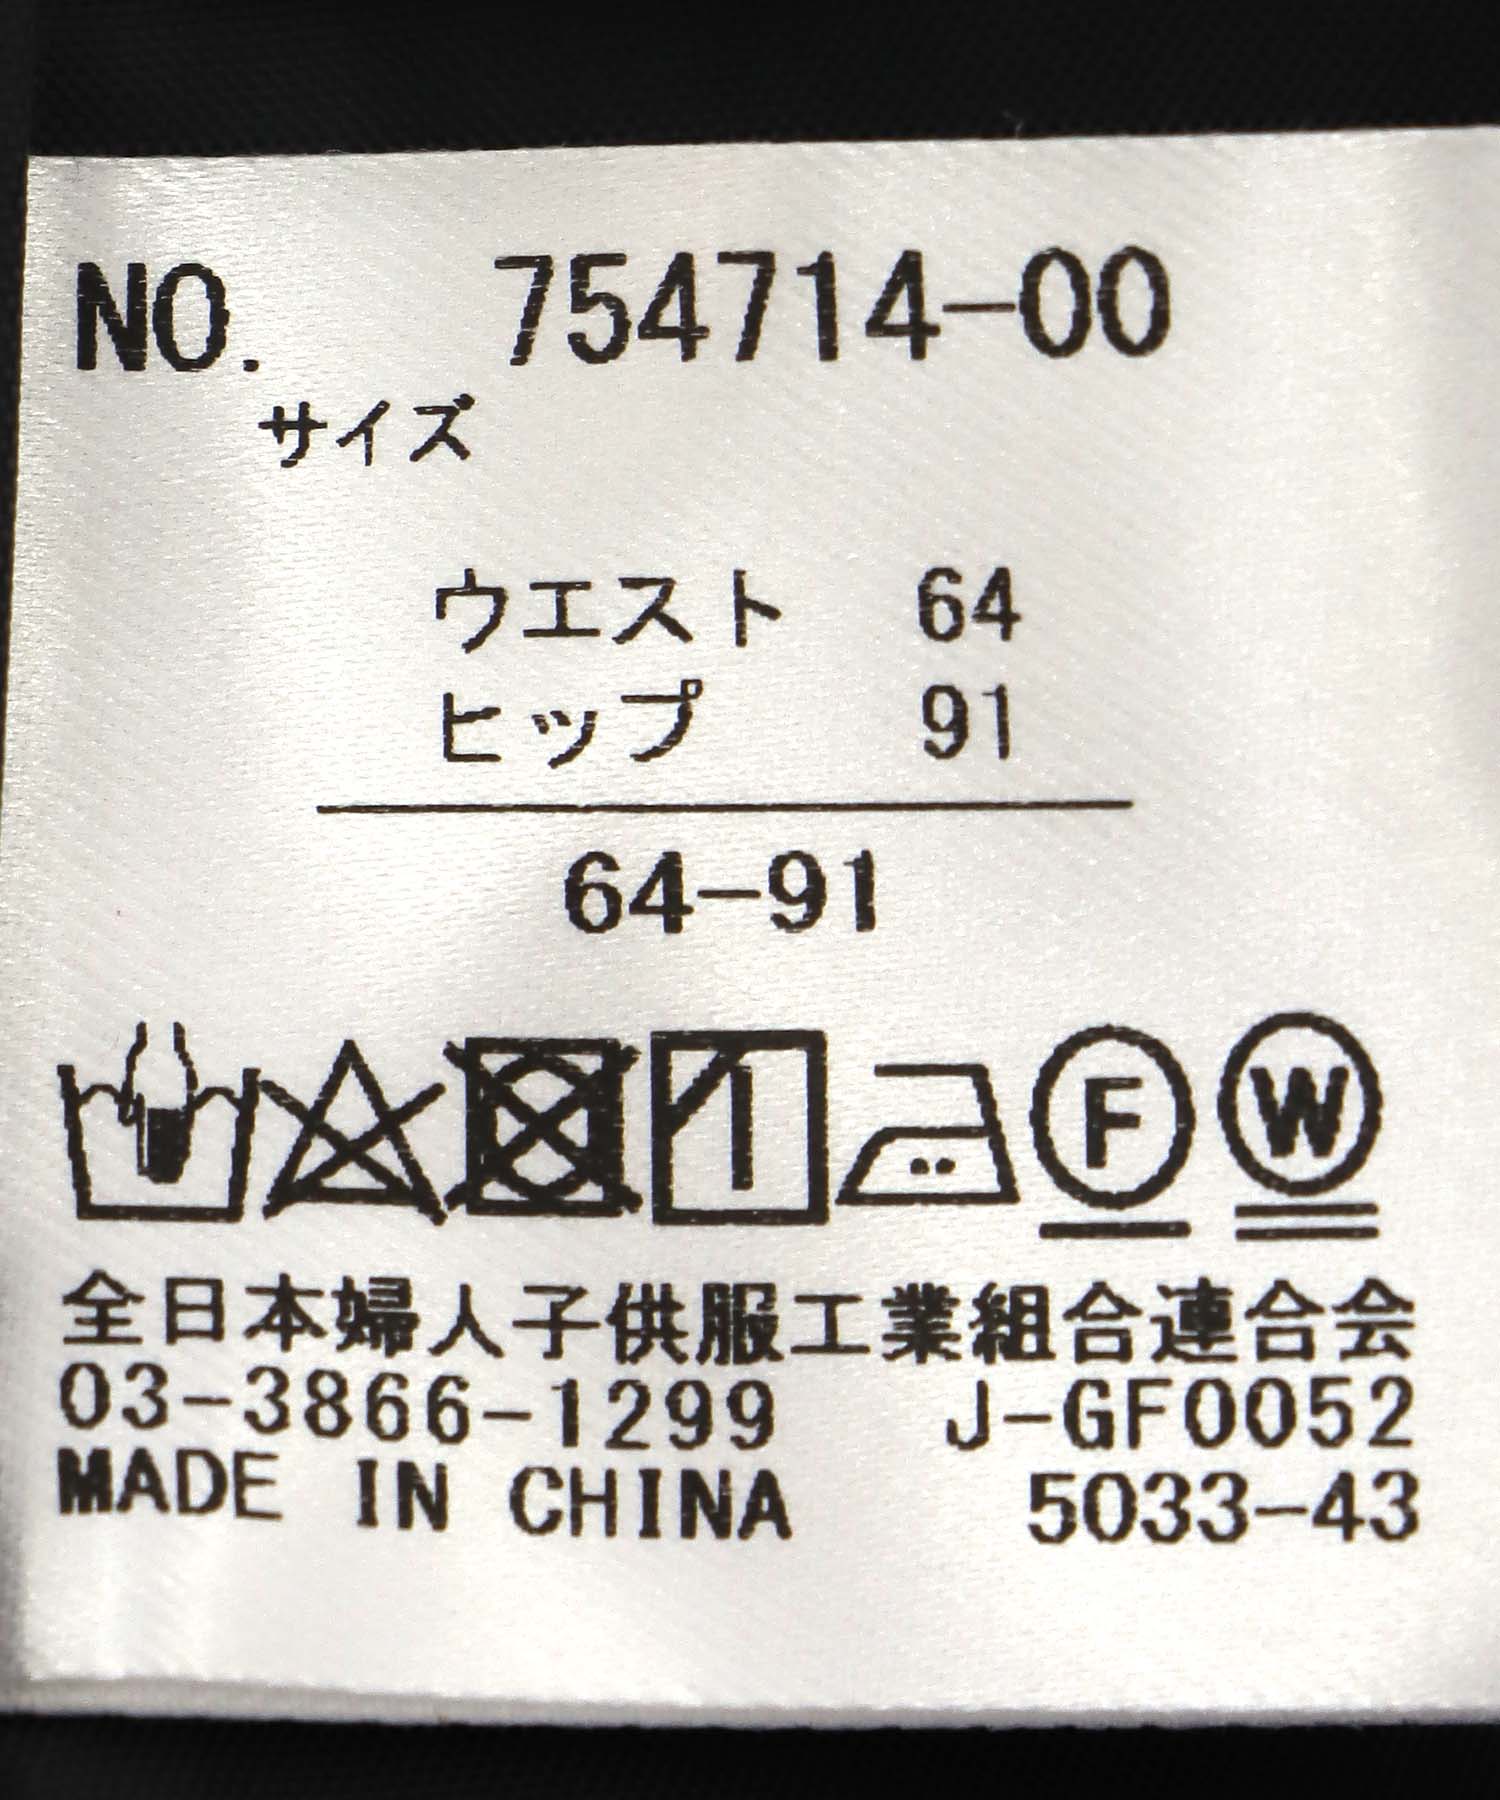 NO. 754714-00
サイズ
ウエスト 64
ヒップ 91
64-91
F W
全日本婦人子供服工業組合連合会
03-3866-1299 J-GF0052
MADE IN CHINA 5033-43